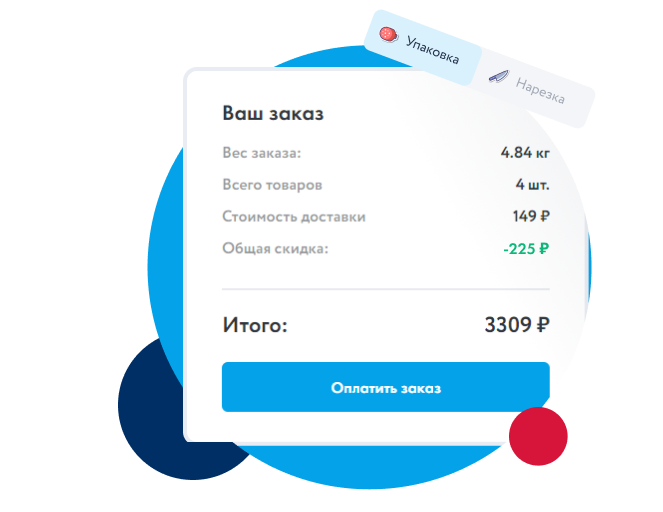 Упаковка
Нарезка
Ваш заказ
Вес заказа: 4.84 кг
Всего товаров 4 шт.
Стоимость доставки 149 ₽
Общая скидка: -225 ₽
Итого: 3309 ₽
Оплатить заказ